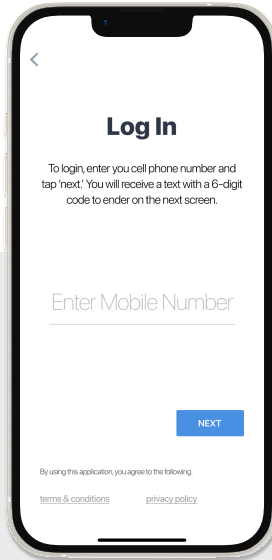 Log In
To login, enter you cell phone number and
tap 'next.' You will receive a text with a 6-digit
code to ender on the next screen.
Enter Mobile Number
NEXT
By using this application, you agree to the following.
terms & conditions privacy policy